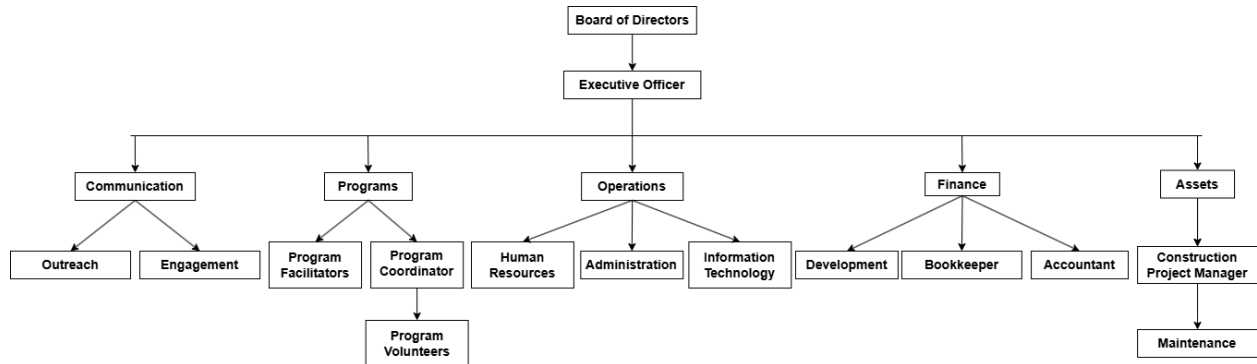 Board of Directors
Executive Officer
Communication
Programs
Operations
Finance
Assets
Outreach
Engagement
Program
Facilitators
Program
Coordinator
Human
Resources
Administration
Information
Technology
Development
Bookkeeper
Accountant
Construction
Project Manager
Program
Volunteers
Maintenance